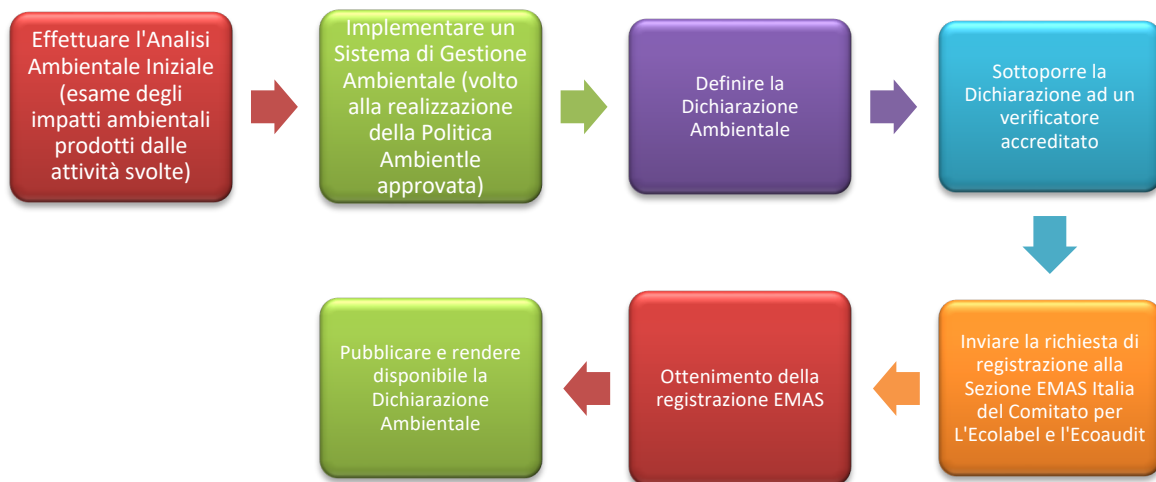 Effettuare l'Analisi
Ambientale Iniziale
(esame degli
impatti ambientali
prodotti dalle
attività svolte)
Implementare un
Sistema di Gestione
Ambientale (volto
alla realizzazione
della Politica
Ambientle
approvata)
Definire la
Dichiarazione
Ambientale
Sottoporre la
Dichiarazione ad un
verificatore
accreditato
Inviare la richiesta di
registrazione alla
Sezione EMAS Italia
del Comitato per
L'Ecolabel e l'Ecoaudit
Ottenimento della
registrazione EMAS
Pubblicare e rendere
disponibile la
Dichiarazione
Ambientale